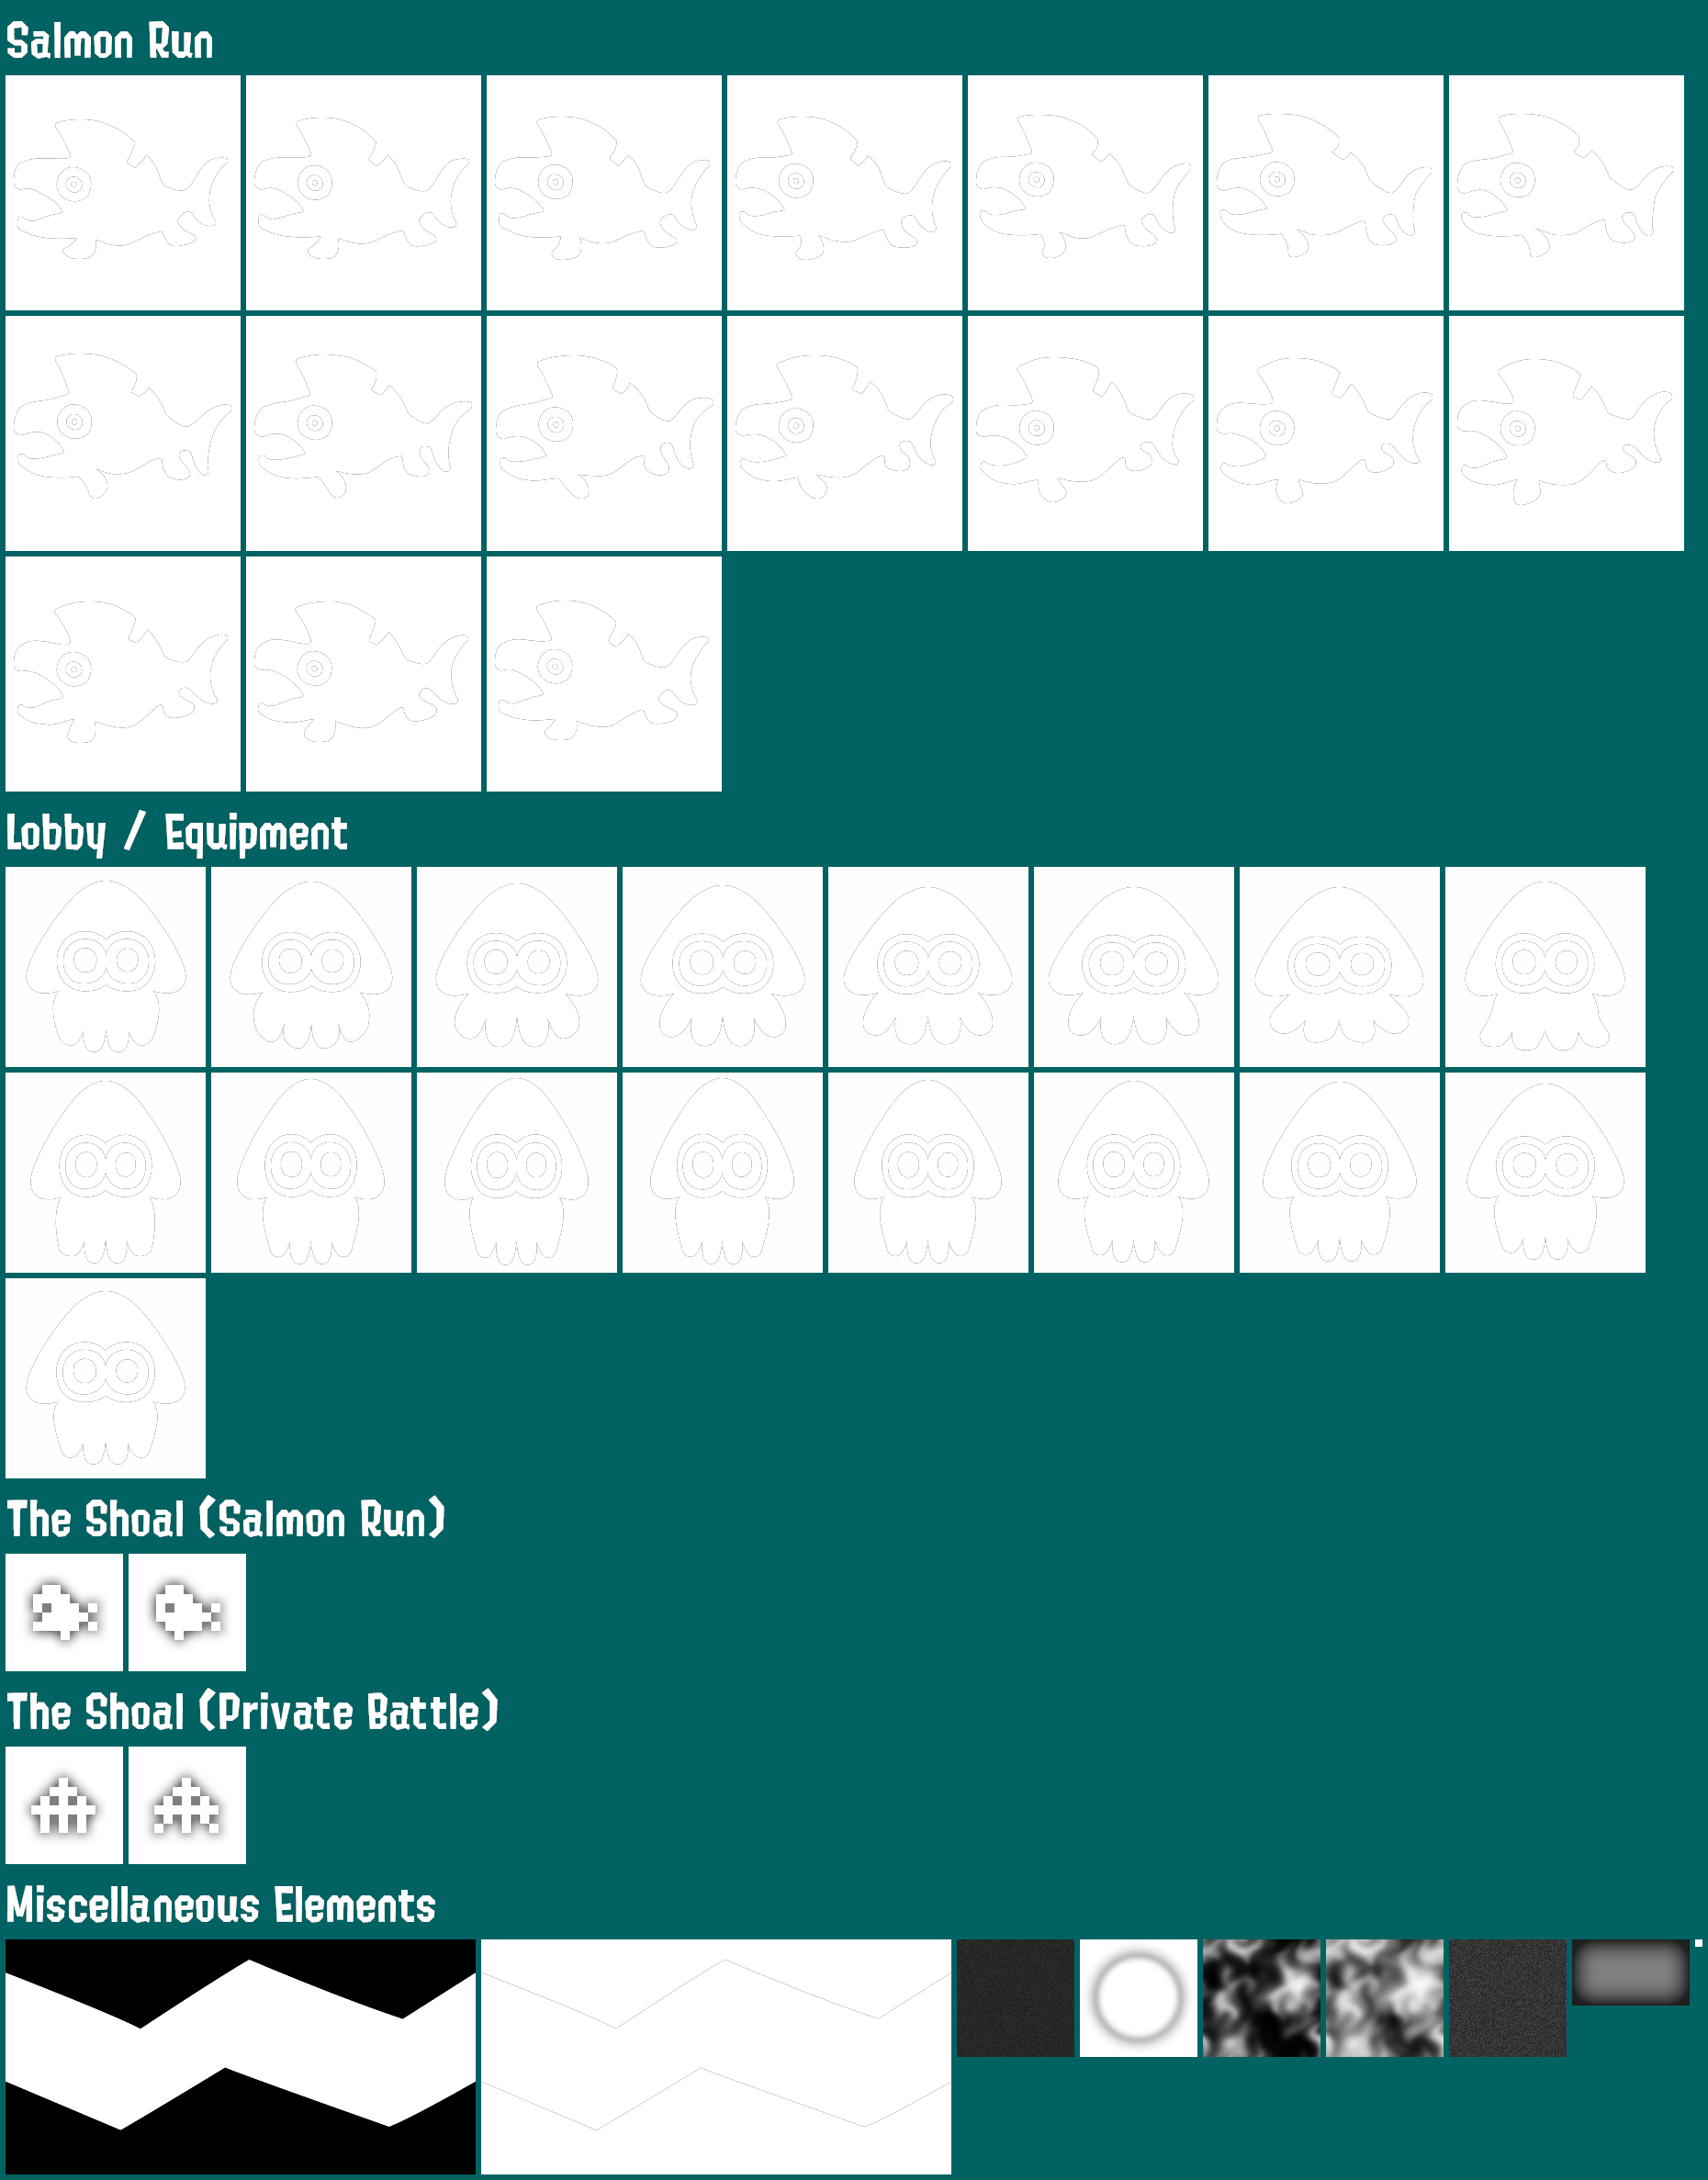 Salmon Run
Lobby / Equipment
The Shoal (Salmon Run)
The Shoal (Private Battle)
Miscellaneous Elements